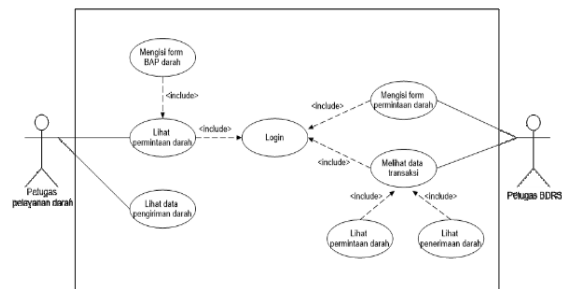 Mengisi form
BAP darah
<include>
Lihat
permintaan darah
<include>
Login
Mengisi form
permintaan darah
<include>
Melihat data
transaksi
<include>
<include>
<include>
Lihat data
pengiriman darah
Lihat
permintaan darah
Lihat
penerimaan darah
Petugas
pelayanan darah
Petugas BDRS